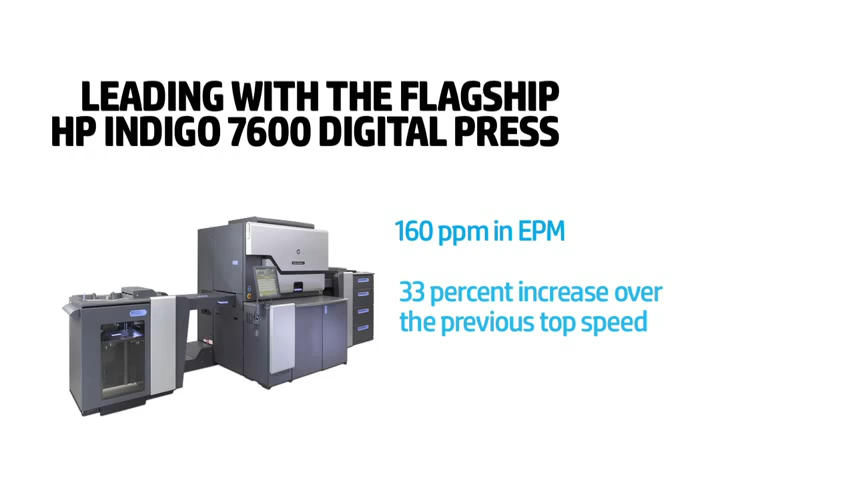 LEADING WITH THE FLAGSHIP
HP INDIGO 7600 DIGITAL PRESS
160 ppm in EPM
33 percent increase over
the previous top speed